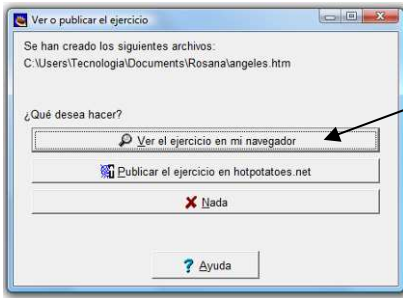 Ver o publicar el ejercicio
Se han creado los siguientes archivos:
C:\Users\Tecnologia\Documents\Rosana\angeles.htm
¿Qué desea hacer?
Ver el ejercicio en mi navegador
Publicar el ejercicio en hotpotatoes.net
Nada
Ayuda